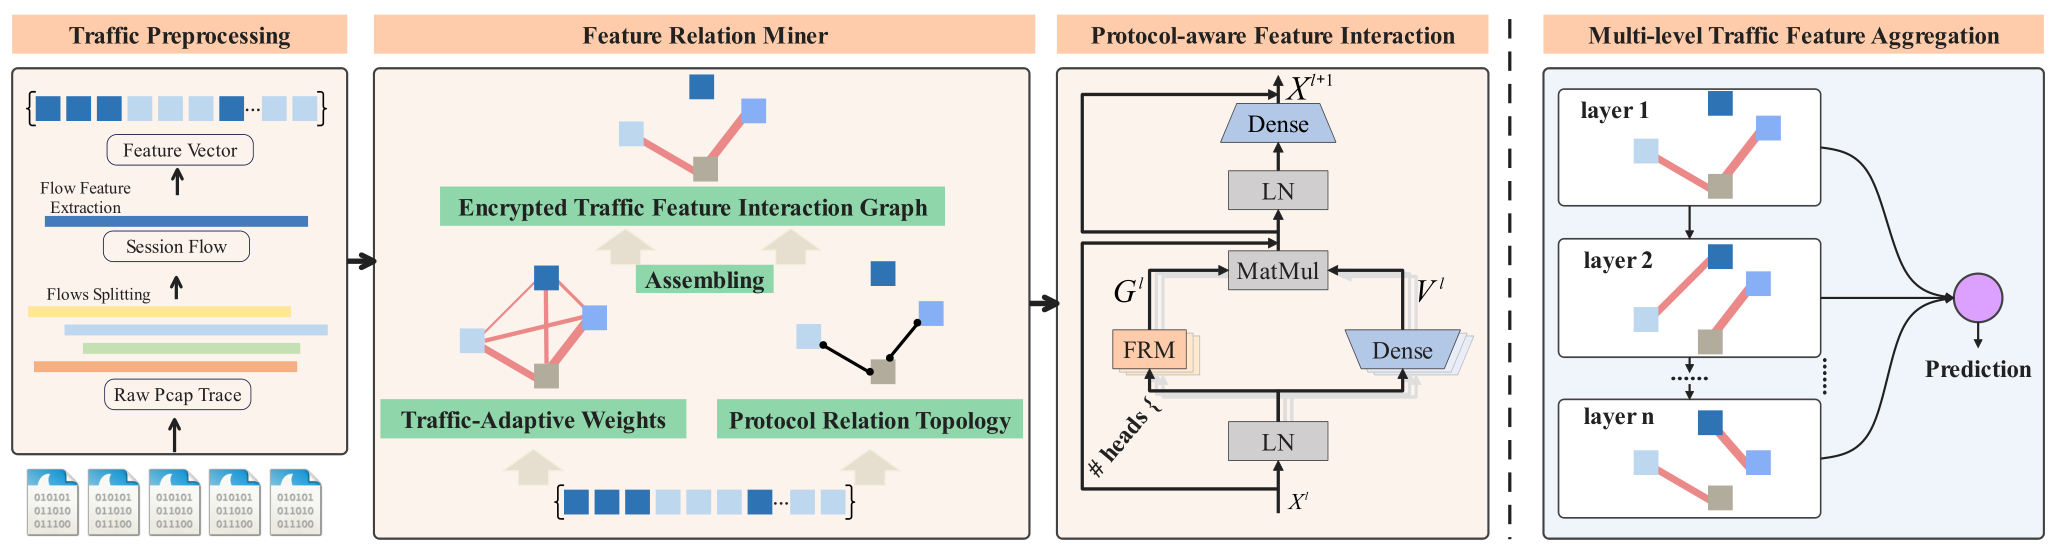 Traffic Preprocessing
{ ... }
Feature Vector
Flow Feature
Extraction
Session Flow
Flows Splitting
Raw Pcap Trace
010101 010101 010101 010101 010101
011010 011010 011010 011010 011010
011100 011100 011100 011100 011100
Feature Relation Miner
Encrypted Traffic Feature Interaction Graph
Assembling
Traffic-Adaptive Weights
Protocol Relation Topology
{ ... }
Protocol-aware Feature Interaction
X^{l+1}
Dense
LN
MatMul
G^l
V^l
FRM
Dense
# heads {
LN
X^l
Multi-level Traffic Feature Aggregation
layer 1
layer 2
......
......
layer n
Prediction